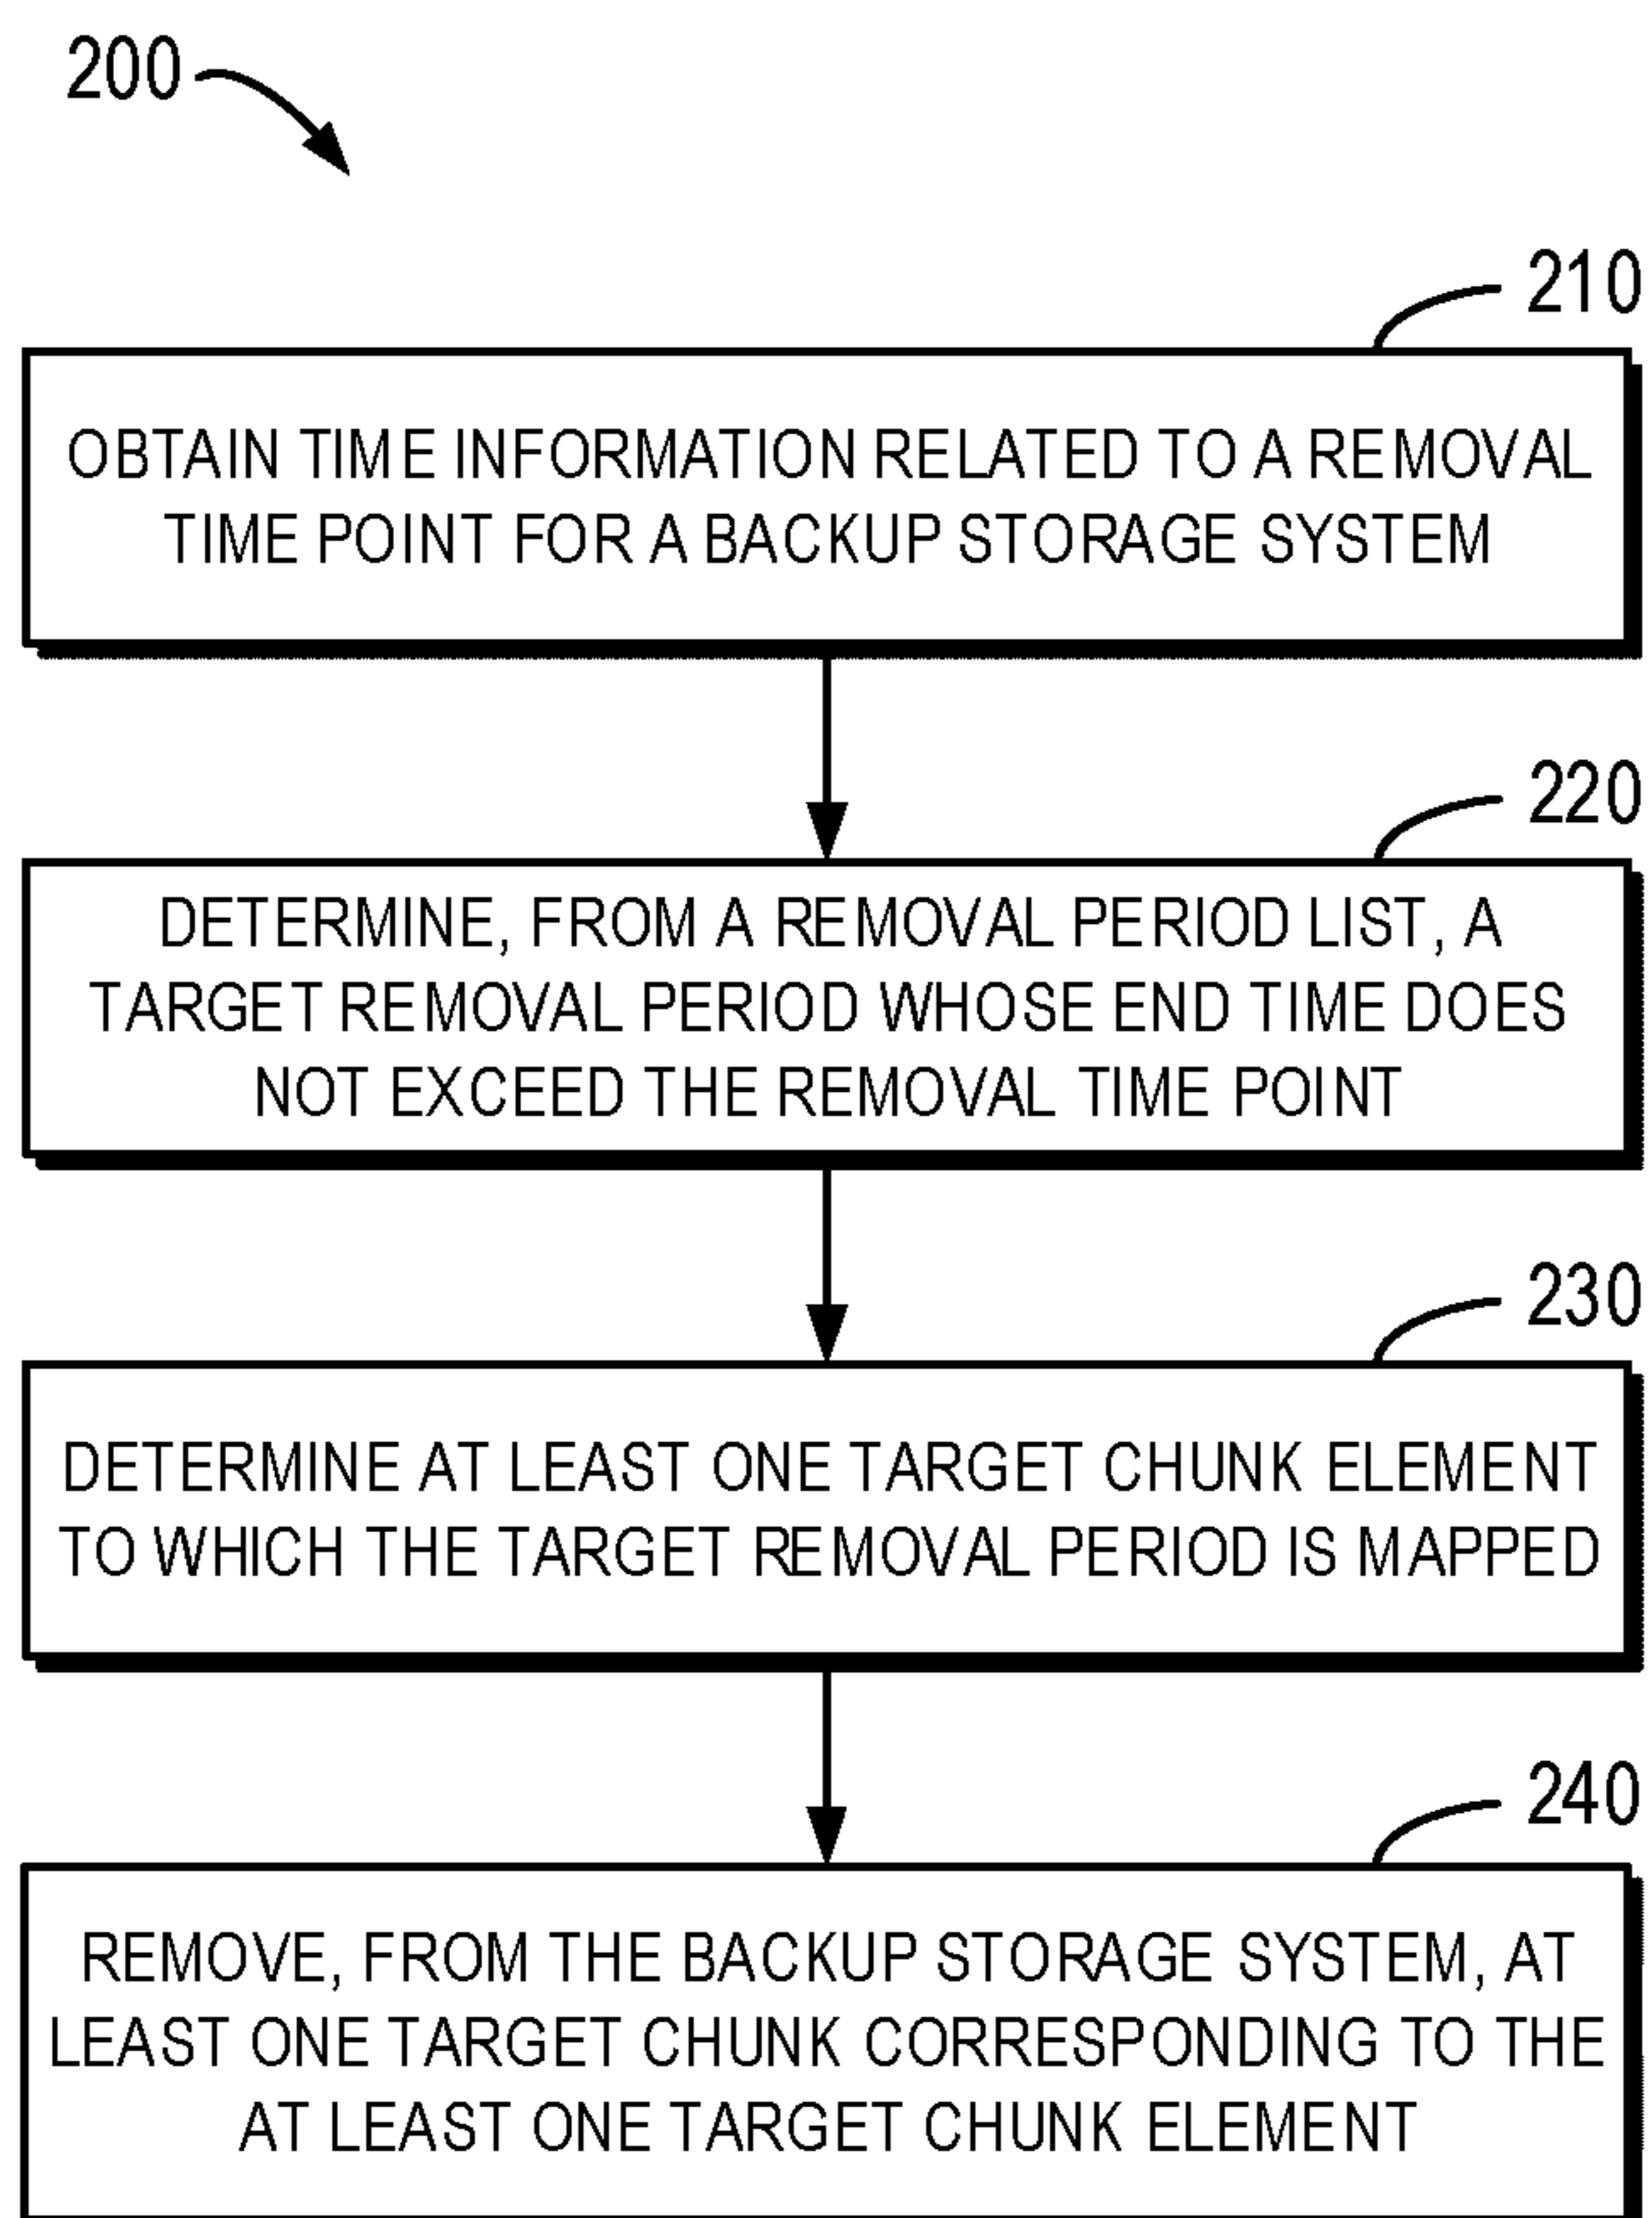 200
210
OBTAIN TIME INFORMATION RELATED TO A REMOVAL
TIME POINT FOR A BACKUP STORAGE SYSTEM
220
DETERMINE, FROM A REMOVAL PERIOD LIST, A
TARGET REMOVAL PERIOD WHOSE END TIME DOES
NOT EXCEED THE REMOVAL TIME POINT
230
DETERMINE AT LEAST ONE TARGET CHUNK ELEMENT
TO WHICH THE TARGET REMOVAL PERIOD IS MAPPED
240
REMOVE, FROM THE BACKUP STORAGE SYSTEM, AT
LEAST ONE TARGET CHUNK CORRESPONDING TO THE
AT LEAST ONE TARGET CHUNK ELEMENT